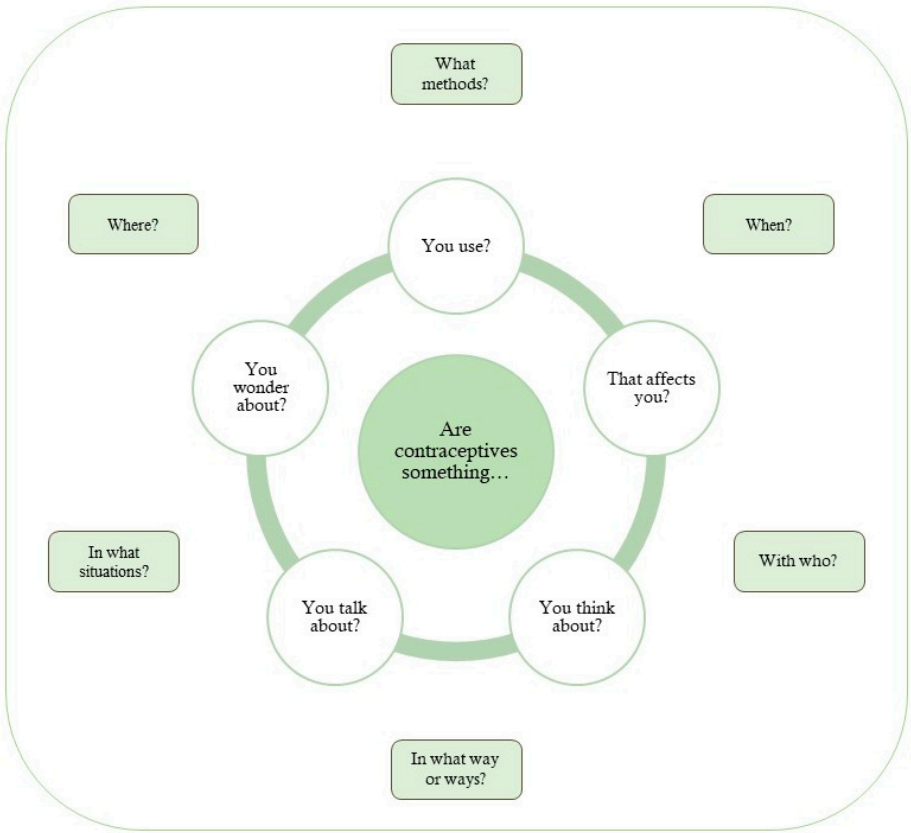 What
methods?
Where?
When?
You use?
You
wonder
about?
That affects
you?
Are
contraceptives
something…
In what
situations?
With who?
You talk
about?
You think
about?
In what way
or ways?